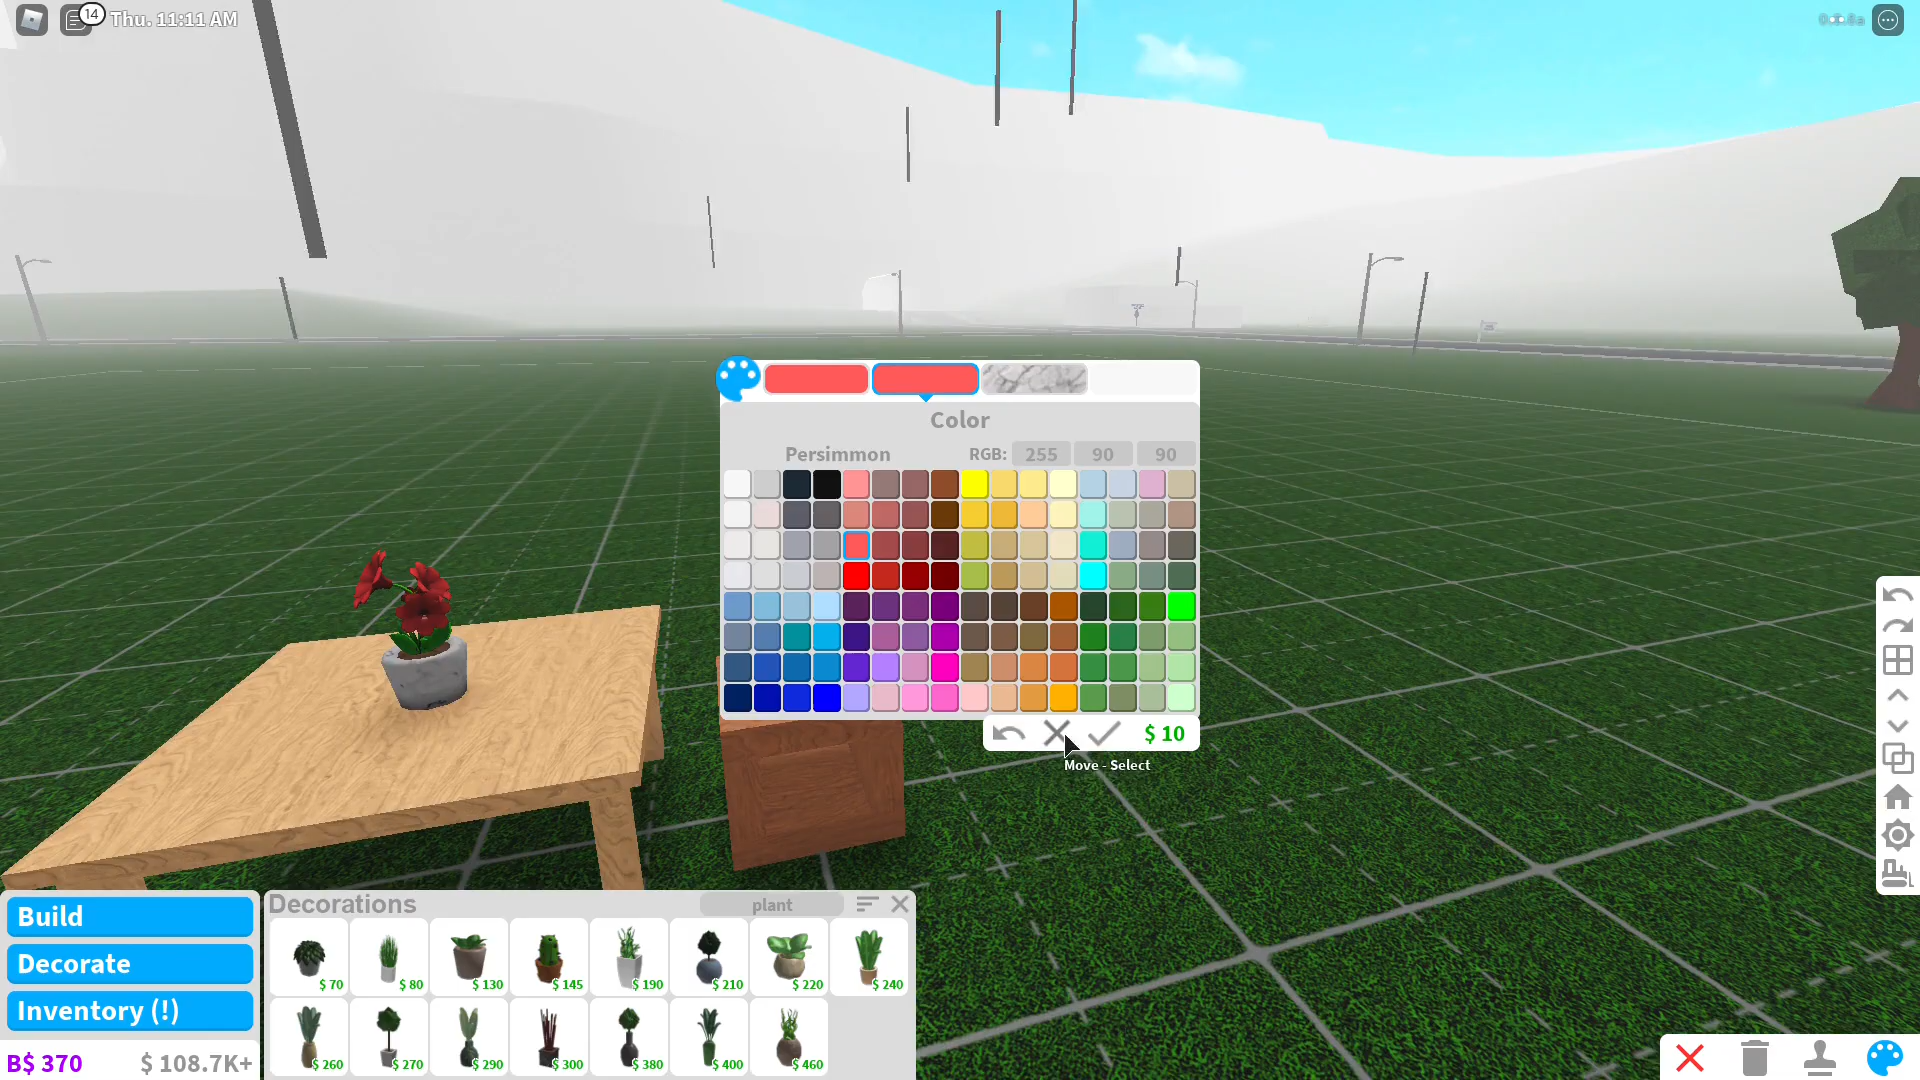 14
Thu. 11:11 AM
Color
Persimmon
RGB: 255 90 90
$ 10
Move - Select
Build
Decorate
Inventory (!)
B$ 370
$ 108.7K+
Decorations
plant
$ 70
$ 80
$ 130
$ 145
$ 190
$ 210
$ 220
$ 240
$ 260
$ 270
$ 290
$ 300
$ 380
$ 400
$ 460